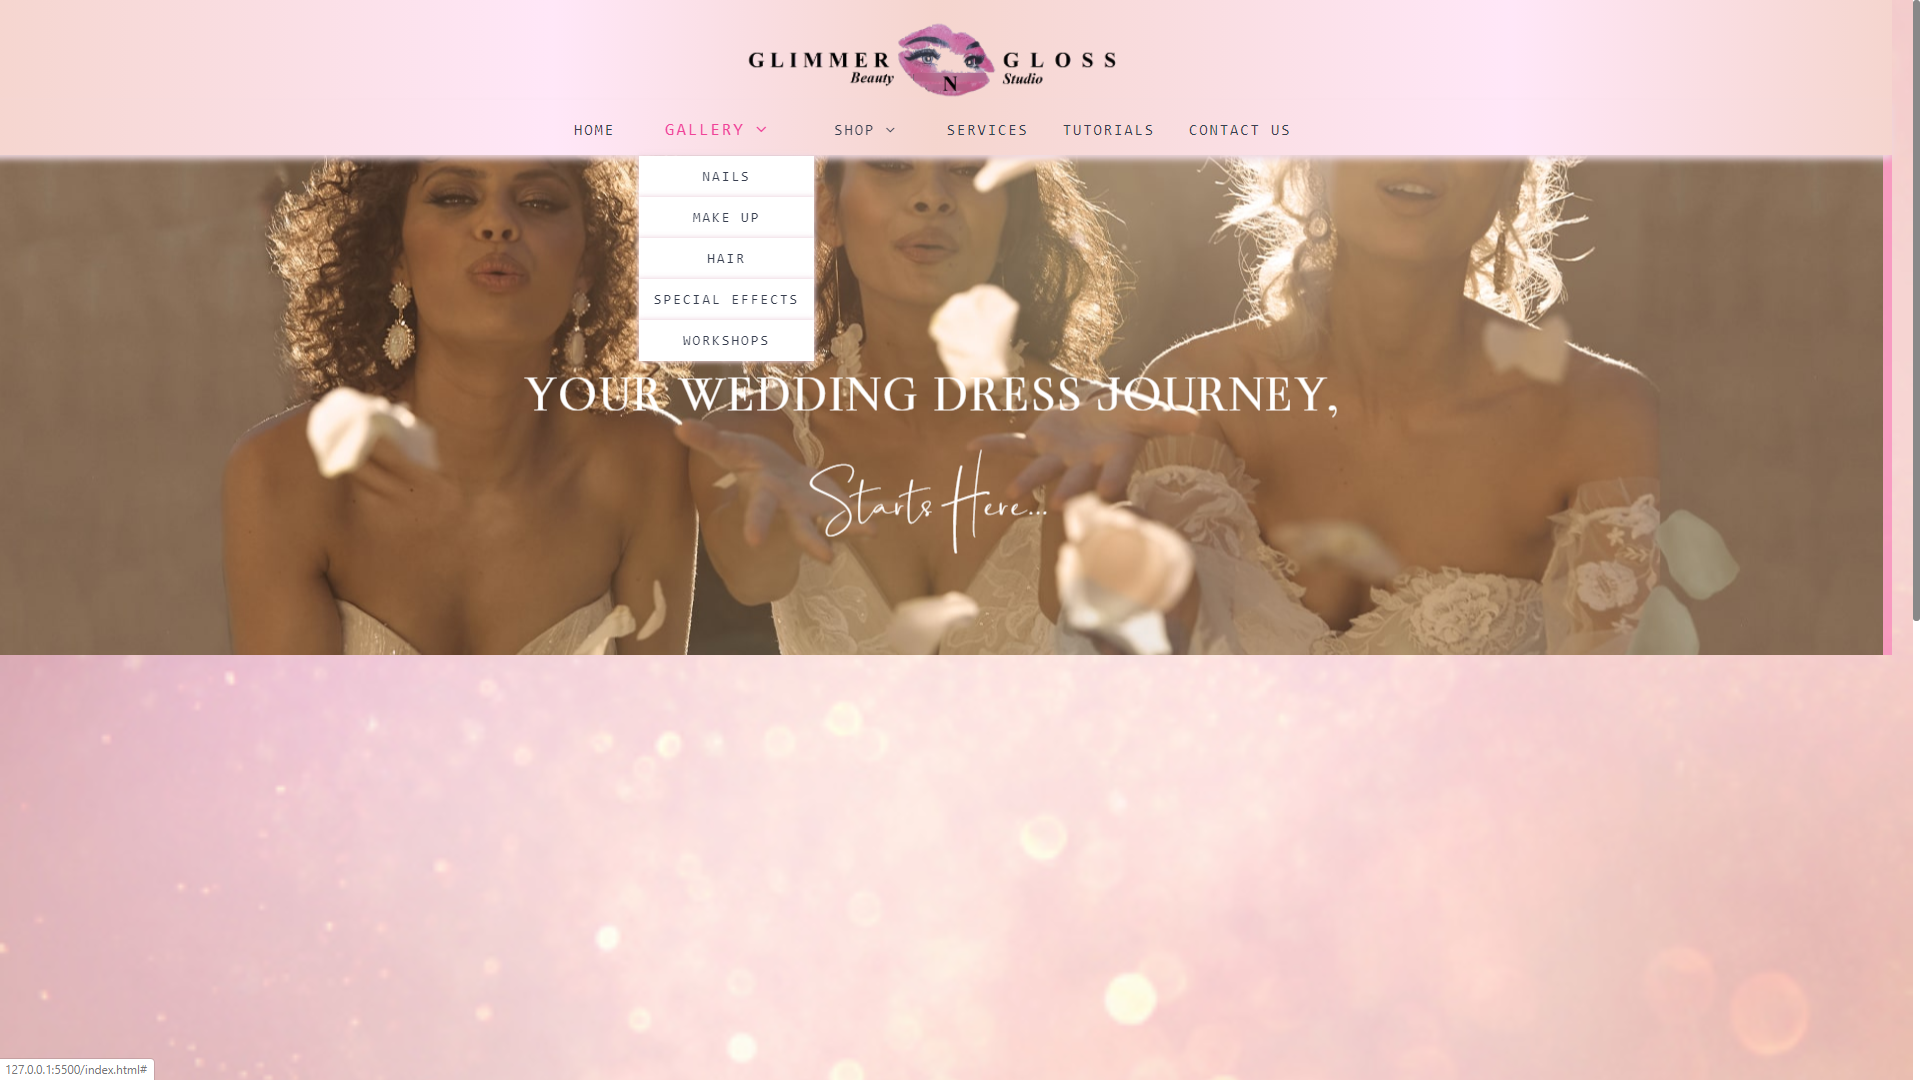 GLIMMER GLOSS
Beauty N Studio
HOME GALLERY SHOP SERVICES TUTORIALS CONTACT US
NAILS
MAKE UP
HAIR
SPECIAL EFFECTS
WORKSHOPS
YOUR WEDDING DRESS JOURNEY,
Starts Here...
127.0.0.1:5500/index.html#